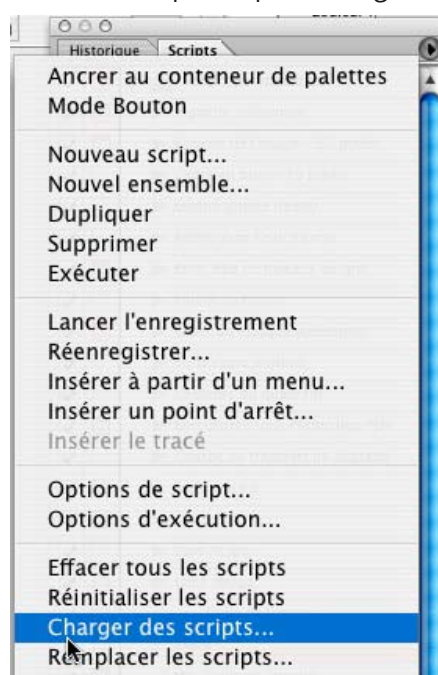 Historique Scripts
Ancrer au conteneur de palettes
Mode Bouton
Nouveau script...
Nouvel ensemble...
Dupliquer
Supprimer
Exécuter
Lancer l'enregistrement
Réenregistrer...
Insérer à partir d'un menu...
Insérer un point d'arrêt...
Insérer le tracé
Options de script...
Options d'exécution...
Effacer tous les scripts
Réinitialiser les scripts
Charger des scripts...
Remplacer les scripts...